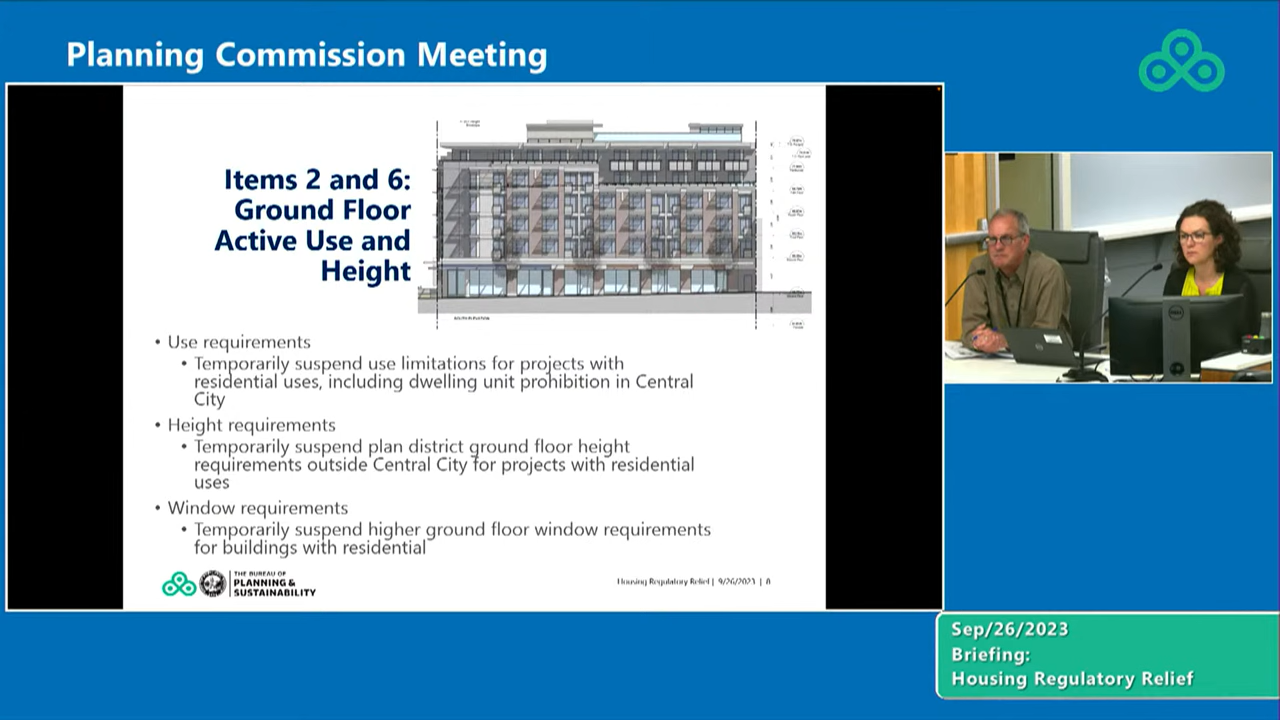 Planning Commission Meeting
Items 2 and 6:
Ground Floor
Active Use and
Height
• Use requirements
• Temporarily suspend use limitations for projects with
residential uses, including dwelling unit prohibition in Central
City
• Height requirements
• Temporarily suspend plan district ground floor height
requirements outside Central City for projects with residential
uses
• Window requirements
• Temporarily suspend higher ground floor window requirements
for buildings with residential
THE BUREAU OF
PLANNING &
SUSTAINABILITY
Housing Regulatory Relief | 9/26/2023 | 8
DELL
Sep/26/2023
Briefing:
Housing Regulatory Relief